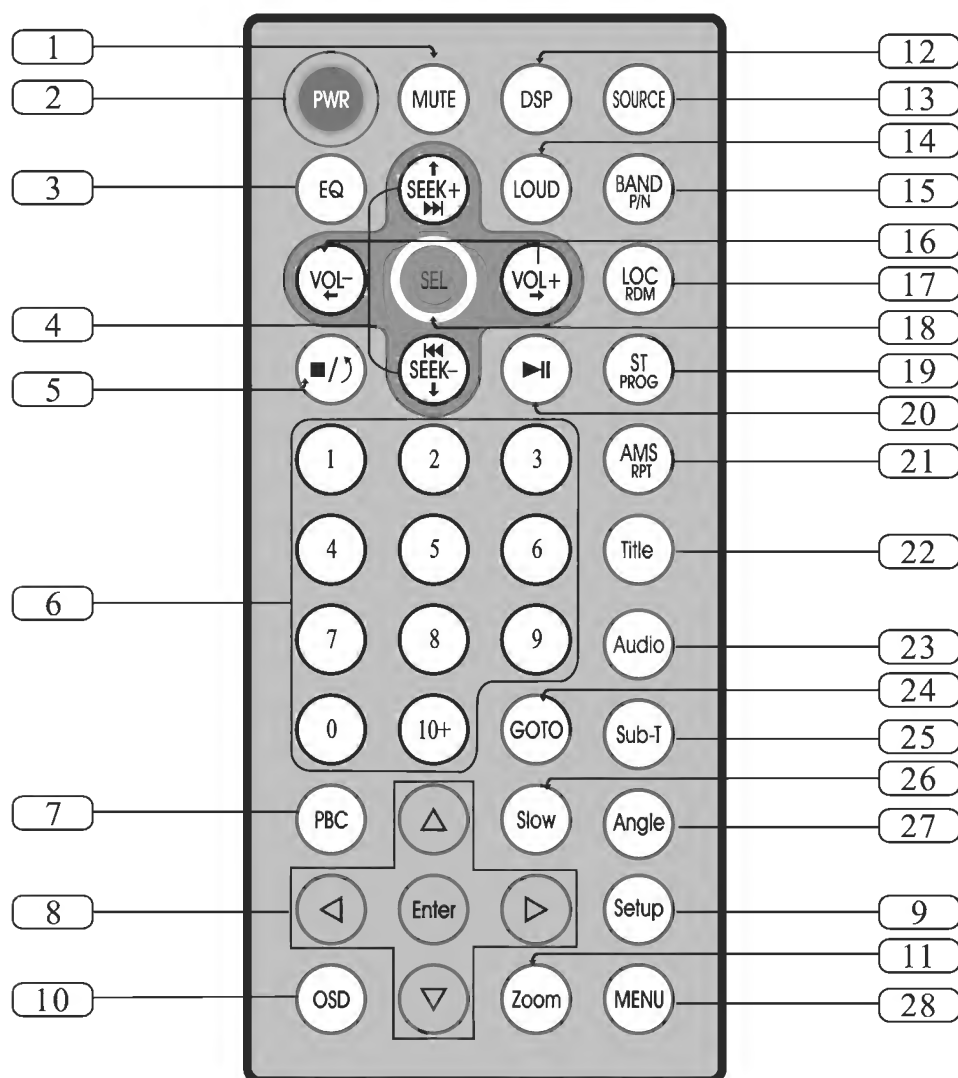 1
12
2
PWR
MUTE
DSP
SOURCE
13
14
3
EQ
SEEK+
LOUD
BAND
P/N
15
16
VOL-
SEL
VOL+
LOC
RDM
17
4
18
5
SEEK-
ST
PROG
19
20
1
2
3
AMS
RPT
21
4
5
6
Title
22
6
7
8
9
Audio
23
24
0
10+
GOTO
Sub-T
25
26
7
PBC
Slow
Angle
27
8
Enter
Setup
9
11
10
OSD
Zoom
MENU
28